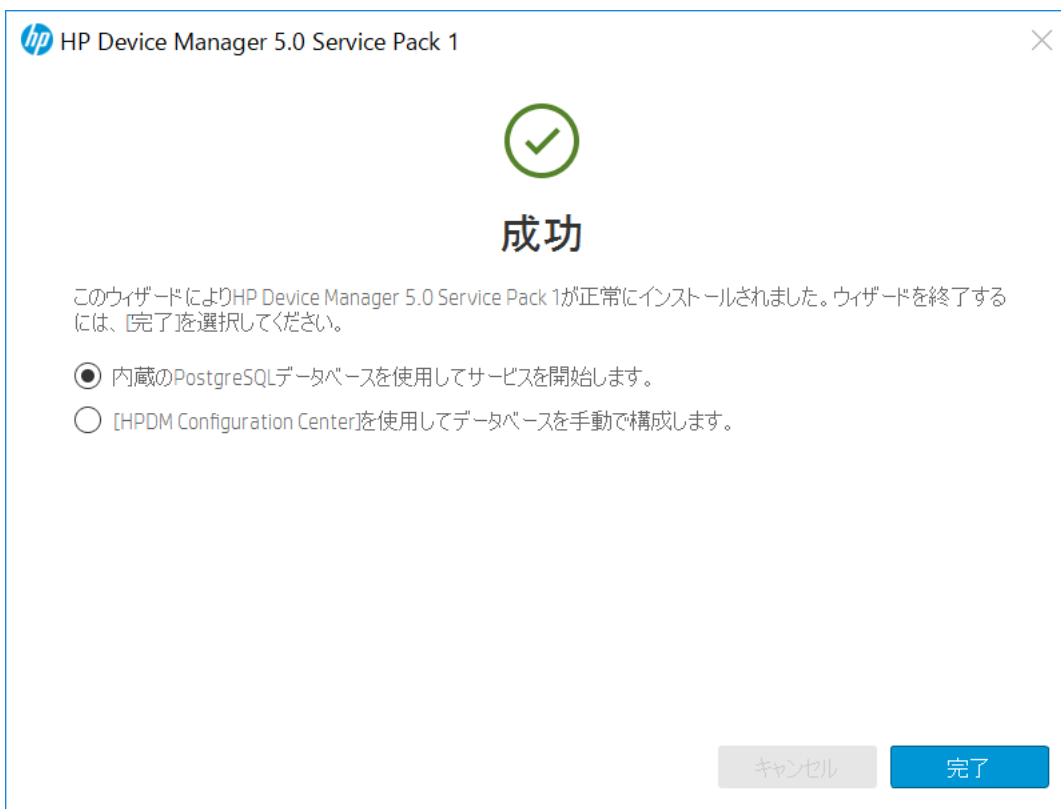 hp HP Device Manager 5.0 Service Pack 1
成功
このウィザードによりHP Device Manager 5.0 Service Pack 1が正常にインストールされました。ウィザードを終了する
には、[完了]を選択してください。
内蔵のPostgreSQLデータベースを使用してサービスを開始します。
[HPDM Configuration Center]を使用してデータベースを手動で構成します。
キャンセル 完了